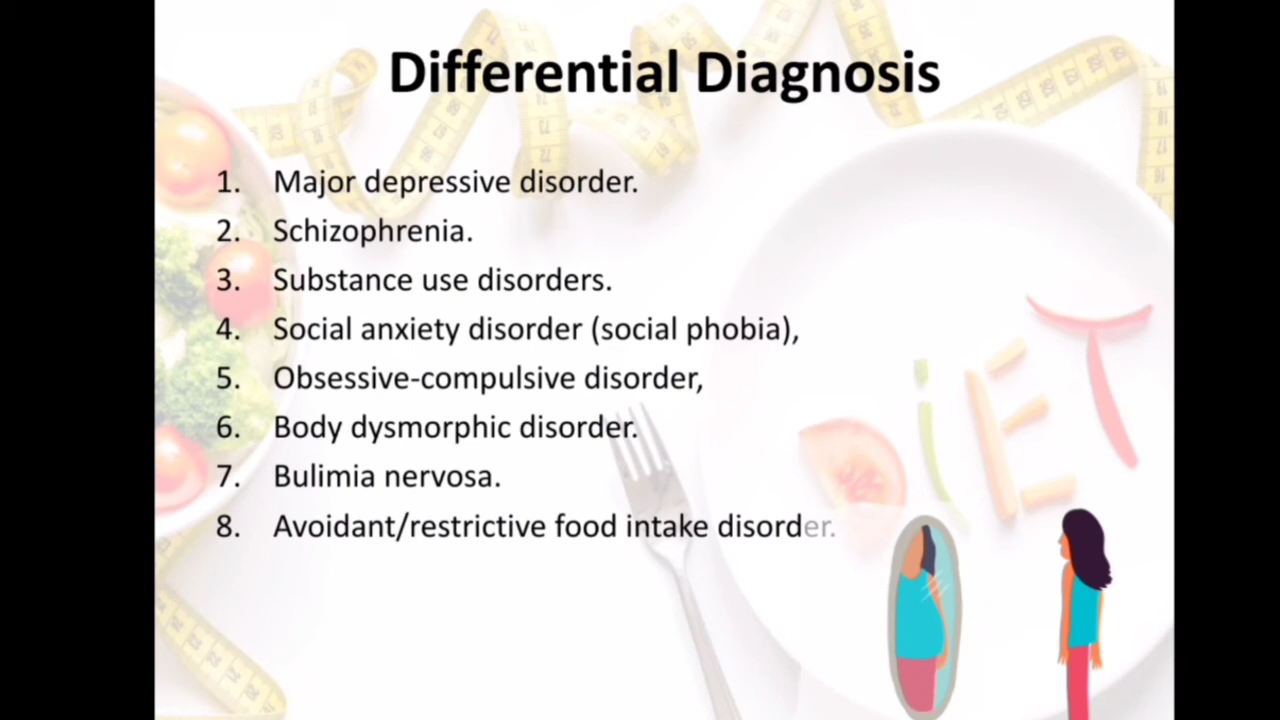 Differential Diagnosis
1. Major depressive disorder.
2. Schizophrenia.
3. Substance use disorders.
4. Social anxiety disorder (social phobia),
5. Obsessive-compulsive disorder,
6. Body dysmorphic disorder.
7. Bulimia nervosa.
8. Avoidant/restrictive food intake disorder.
DiET